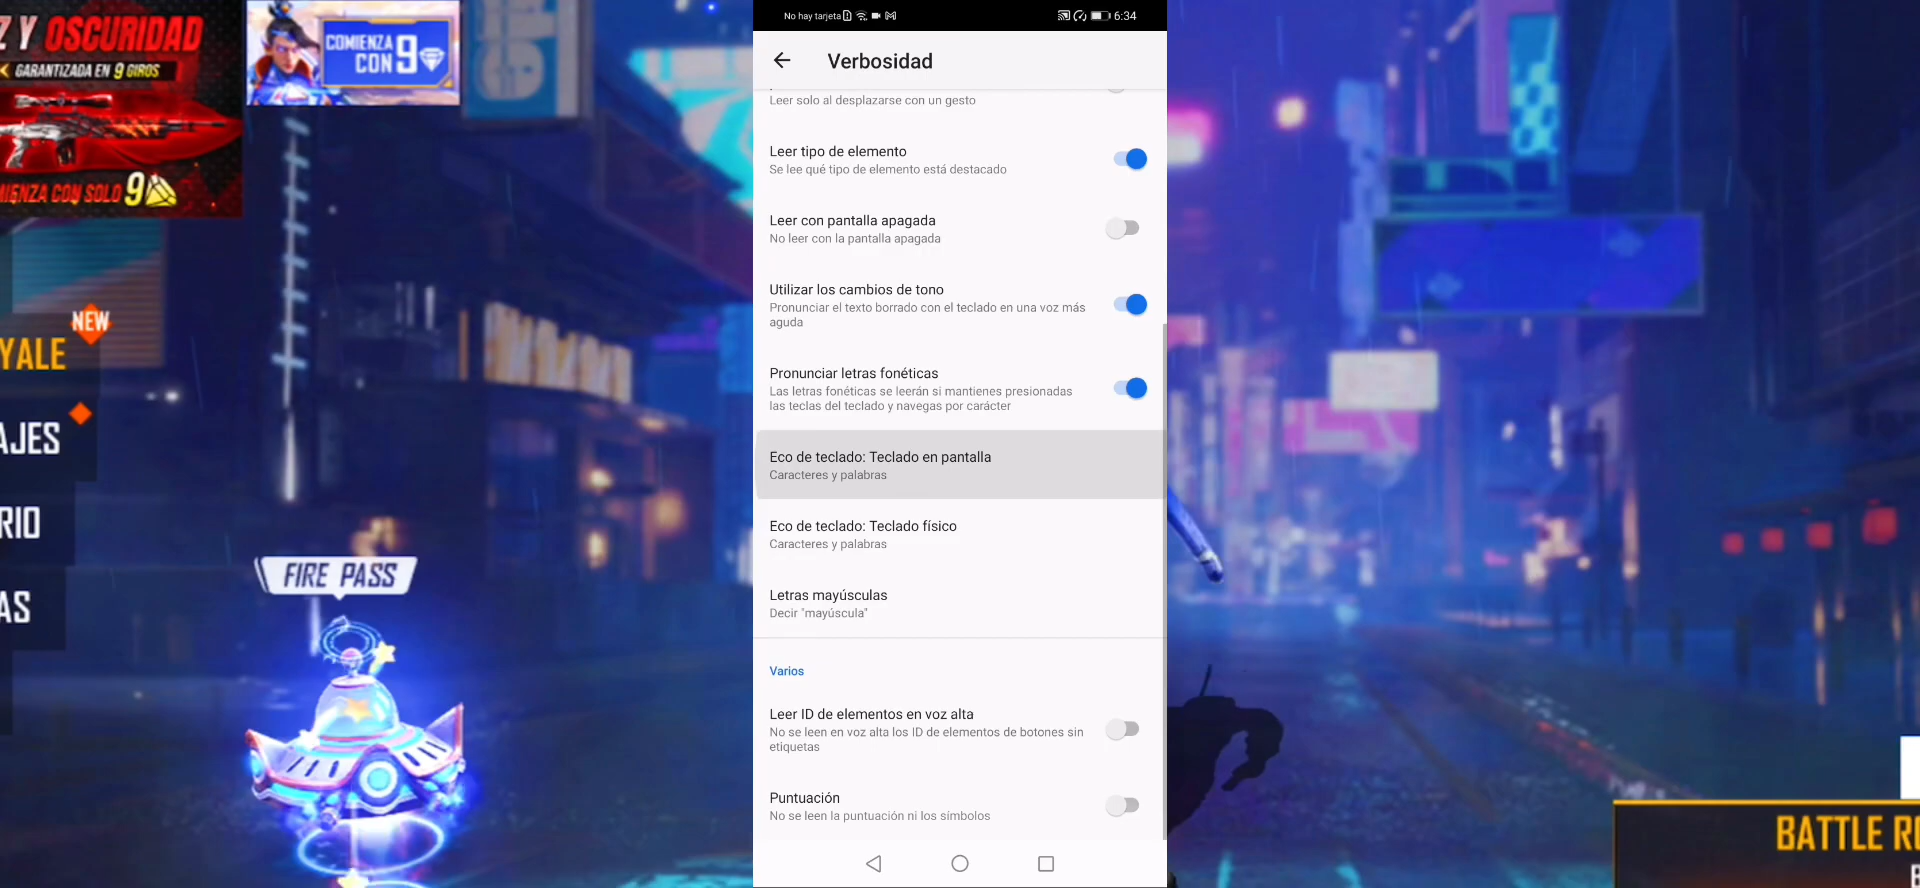 Z Y OSCURIDAD
GARANTIZADA EN 9 GIROS
COMIENZA CON SOLO 9
COMIENZA
CON 9
NEW
YALE
AJES
RIO
AS
FIRE PASS
No hay tarjeta
6:34
Verbosidad
Leer solo al desplazarse con un gesto
Leer tipo de elemento
Se lee qué tipo de elemento está destacado
Leer con pantalla apagada
No leer con la pantalla apagada
Utilizar los cambios de tono
Pronunciar el texto borrado con el teclado en una voz más
aguda
Pronunciar letras fonéticas
Las letras fonéticas se leerán si mantienes presionadas
las teclas del teclado y navegas por carácter
Eco de teclado: Teclado en pantalla
Caracteres y palabras
Eco de teclado: Teclado físico
Caracteres y palabras
Letras mayúsculas
Decir "mayúscula"
Varios
Leer ID de elementos en voz alta
No se leen en voz alta los ID de elementos de botones sin
etiquetas
Puntuación
No se leen la puntuación ni los símbolos
BATTLE RO